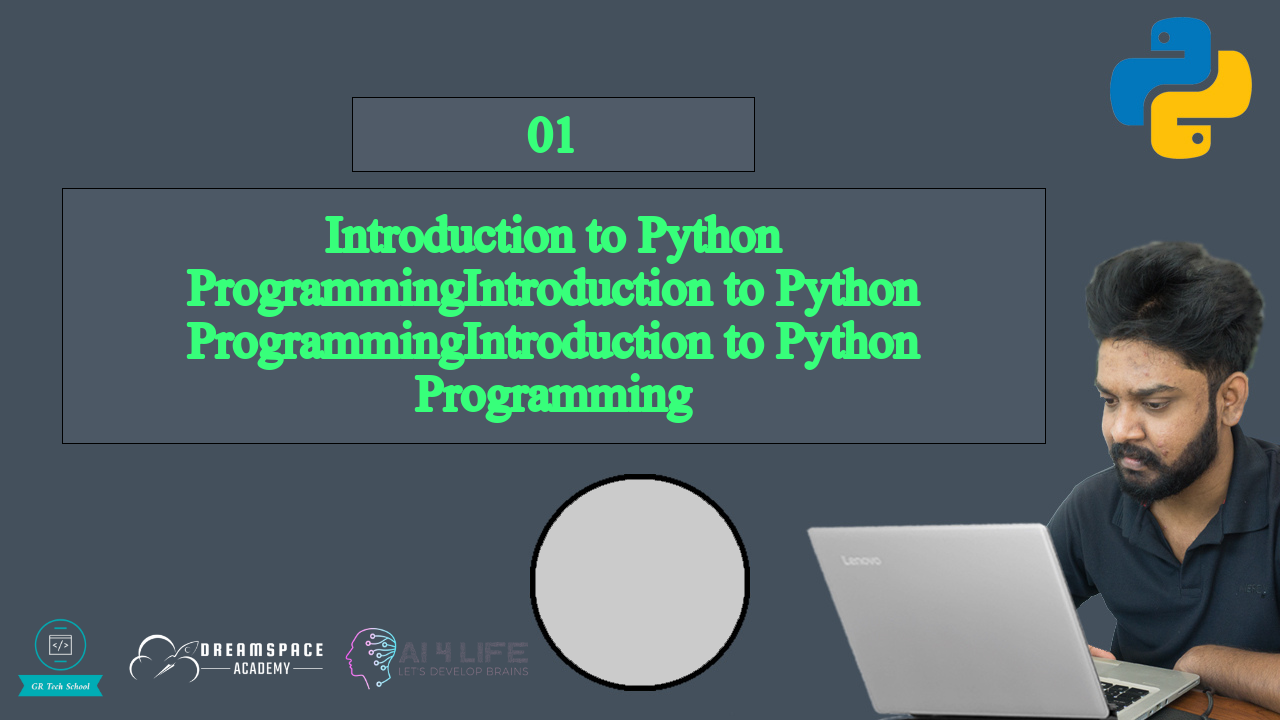 01
Introduction to Python
ProgrammingIntroduction to Python
ProgrammingIntroduction to Python
Programming
Lenovo
GR Tech School
</>
DREAMSPACE
ACADEMY
AI 4 LIFE
LET'S DEVELOP BRAINS